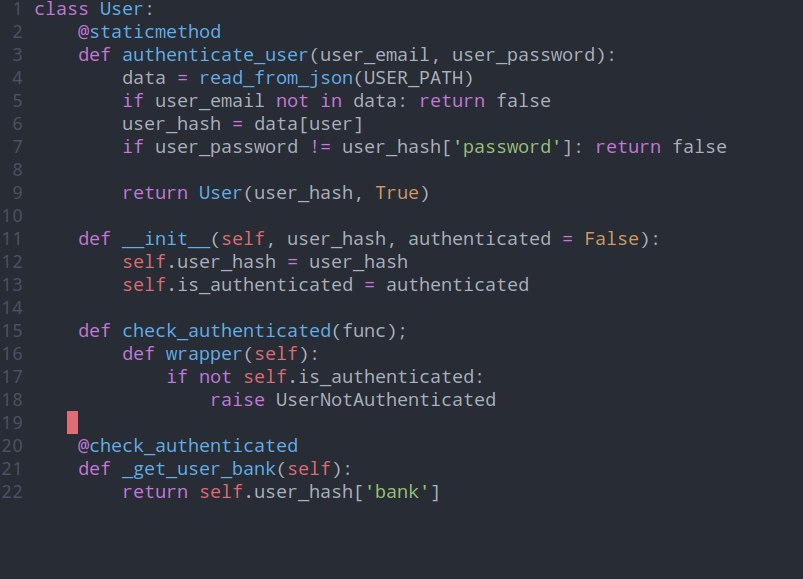 1 class User:
2     @staticmethod
3     def authenticate_user(user_email, user_password):
4         data = read_from_json(USER_PATH)
5         if user_email not in data: return false
6         user_hash = data[user]
7         if user_password != user_hash['password']: return false
8
9         return User(user_hash, True)
10
11     def __init__(self, user_hash, authenticated = False):
12         self.user_hash = user_hash
13         self.is_authenticated = authenticated
14
15     def check_authenticated(func);
16         def wrapper(self):
17             if not self.is_authenticated:
18                 raise UserNotAuthenticated
19
20     @check_authenticated
21     def _get_user_bank(self):
22         return self.user_hash['bank']